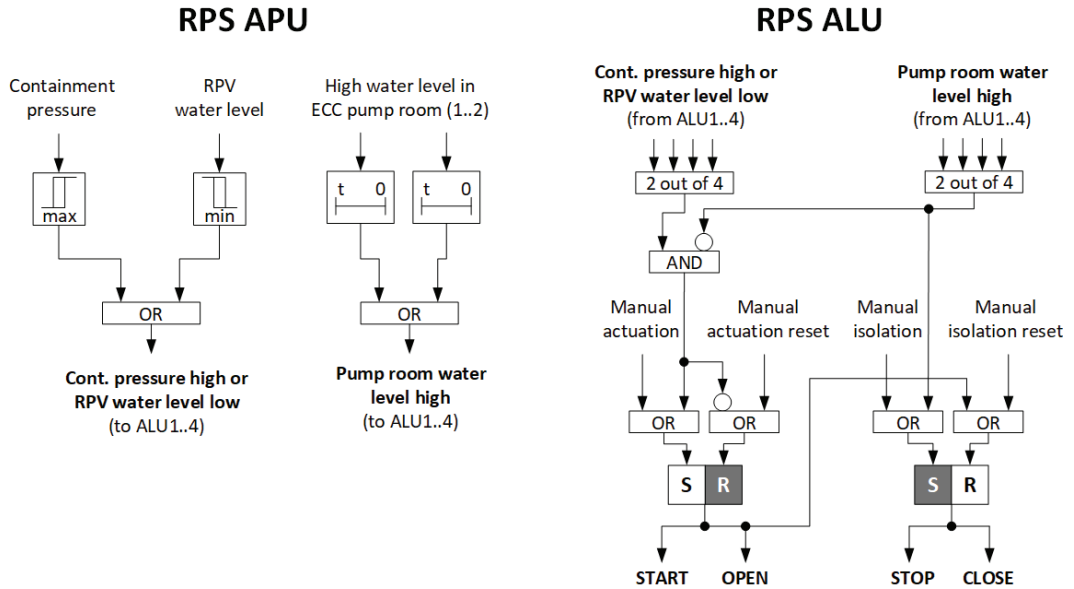 RPS APU
Containment
pressure
RPV
water level
High water level in
ECC pump room (1..2)
max
min
t 0
t 0
OR
OR
Cont. pressure high or
RPV water level low
(to ALU1..4)
Pump room water
level high
(to ALU1..4)
RPS ALU
Cont. pressure high or
RPV water level low
(from ALU1..4)
Pump room water
level high
(from ALU1..4)
2 out of 4
2 out of 4
AND
Manual
actuation
Manual
actuation reset
Manual
isolation
Manual
isolation reset
OR
OR
OR
OR
S R
S R
START
OPEN
STOP
CLOSE